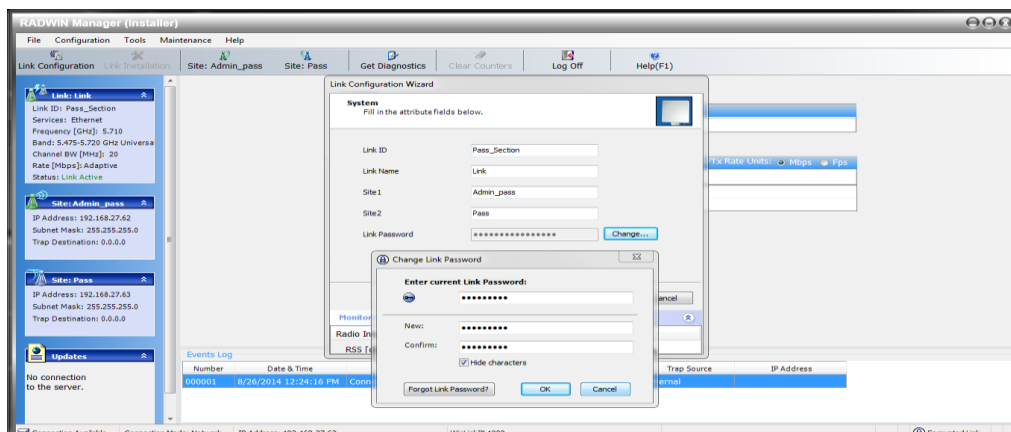 RADWIN Manager (Installer)
File Configuration Tools Maintenance Help
Link Configuration Link Installation Site: Admin_pass Site: Pass Get Diagnostics Clear Counters Log Off Help(F1)
Link: Link
Link ID: Pass_Section
Services: Ethernet
Frequency [GHz]: 5.710
Band: 5.475-5.720 GHz Universa
Channel BW [MHz]: 20
Rate [Mbps]: Adaptive
Status: Link Active
Site: Admin_pass
IP Address: 192.168.27.62
Subnet Mask: 255.255.255.0
Trap Destination: 0.0.0.0
Site: Pass
IP Address: 192.168.27.63
Subnet Mask: 255.255.255.0
Trap Destination: 0.0.0.0
Updates
No connection
to the server.
Link Configuration Wizard
System
Fill in the attribute fields below.
Link ID Pass_Section
Link Name Link
Site1 Admin_pass
Site2 Pass
Link Password **************** Change...
Tx Rate Units: Mbps Fps
Change Link Password
Enter current Link Password:
•••••••••
New: •••••••••
Confirm: •••••••••
Hide characters
Forgot Link Password? OK Cancel
ancel
Monitor
Radio In
RSS [d
Events Log
Number Date & Time Trap Source IP Address
000001 8/26/2014 12:24:16 PM Conn ernal